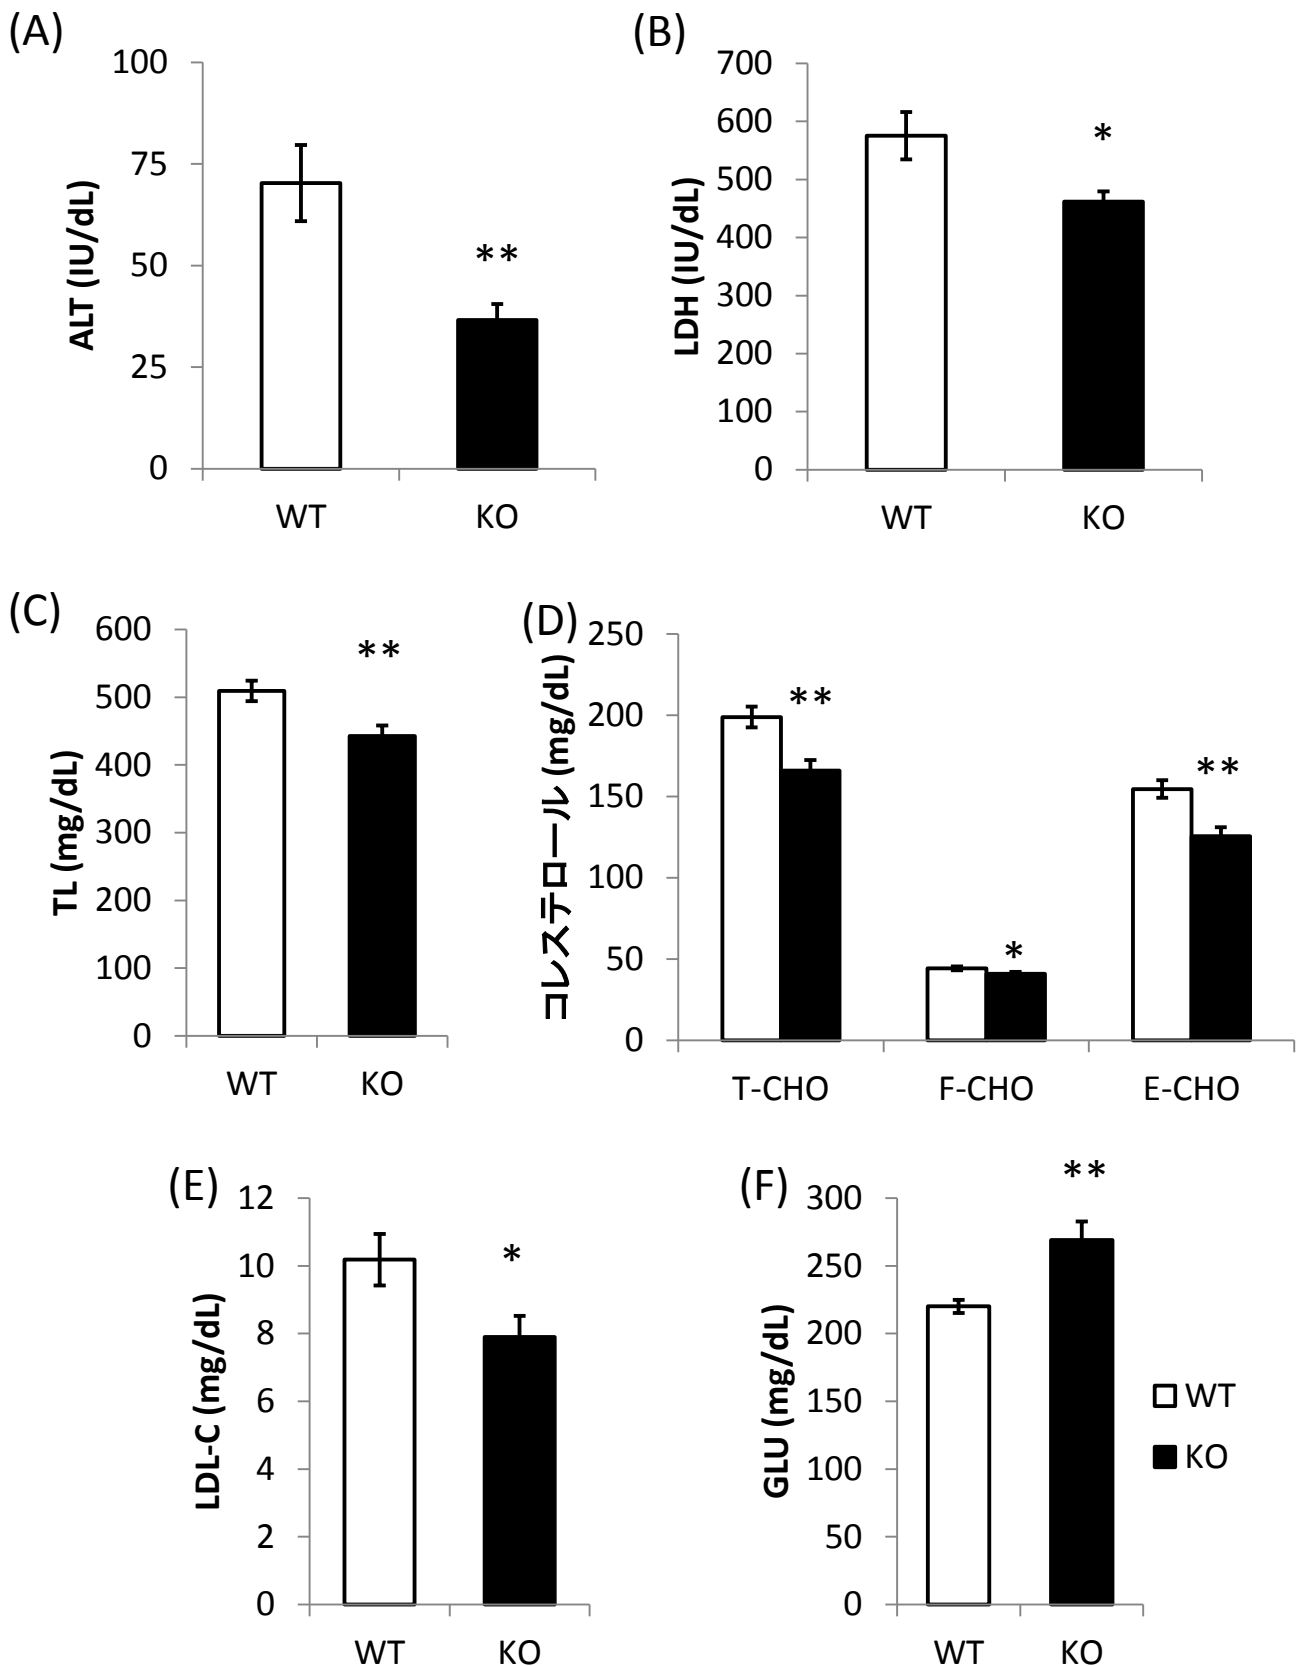 (A)
100
75
50
25
0
ALT (IU/dL)
**
WT KO
(B)
700
600
500
400
300
200
100
0
LDH (IU/dL)
*
WT KO
(C)
600
500
400
300
200
100
0
TL (mg/dL)
**
WT KO
(D)
250
200
150
100
50
0
コレステロール (mg/dL)
**
*
**
T-CHO F-CHO E-CHO
(E)
12
10
8
6
4
2
0
LDL-C (mg/dL)
*
WT KO
(F)
300
250
200
150
100
50
0
GLU (mg/dL)
**
WT KO
WT
KO